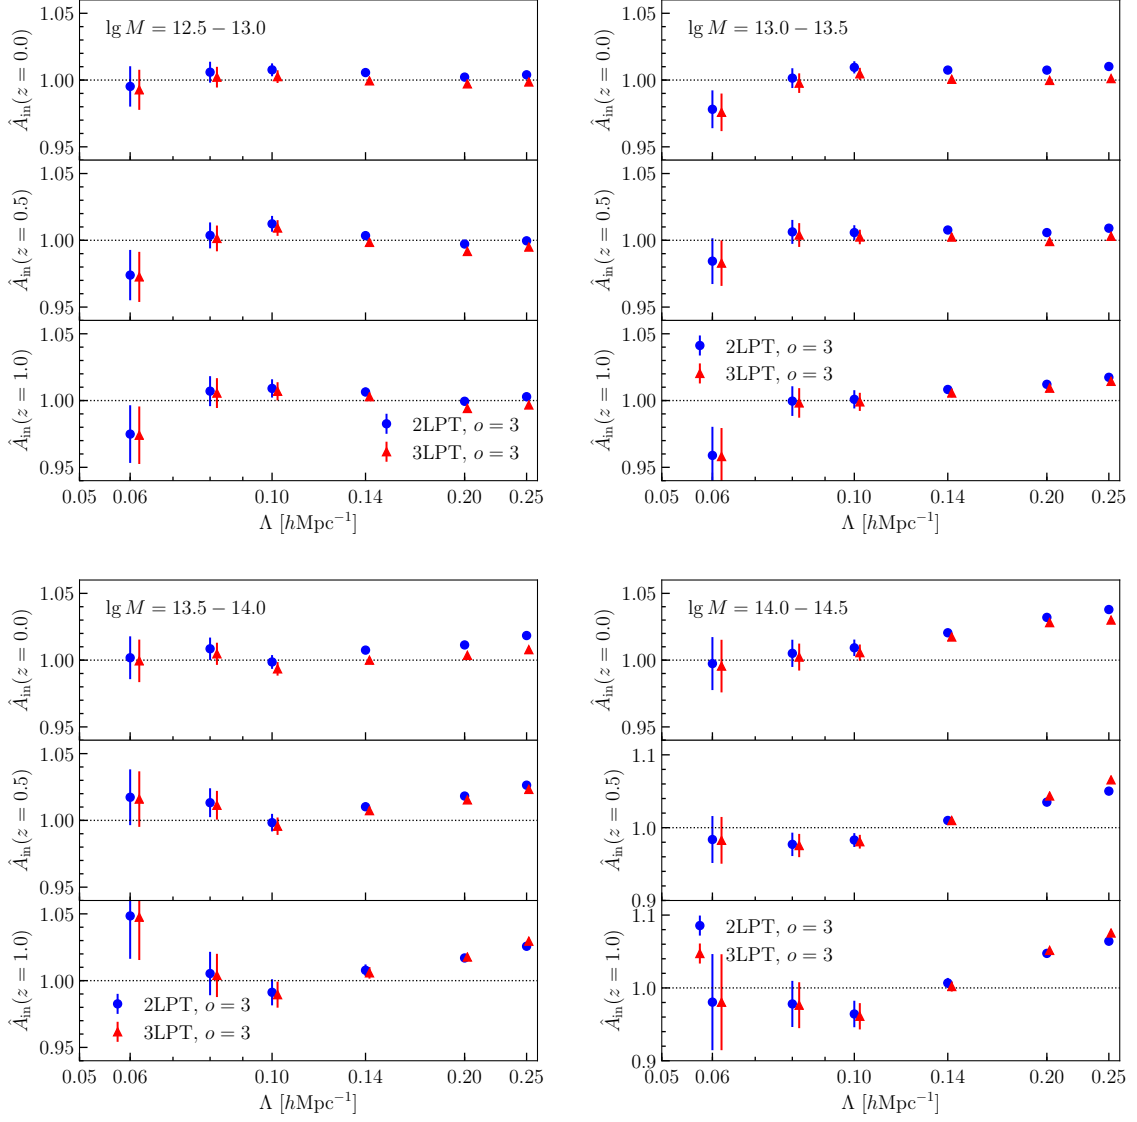 lg M = 12.5 − 13.0
1.05
1.00
0.95
Â_in(z = 0.0)
1.05
1.00
0.95
Â_in(z = 0.5)
1.05
1.00
0.95
Â_in(z = 1.0)
2LPT, o = 3
3LPT, o = 3
0.05 0.06 0.10 0.14 0.20 0.25
Λ [hMpc⁻¹]
lg M = 13.0 − 13.5
1.05
1.00
0.95
Â_in(z = 0.0)
1.05
1.00
0.95
Â_in(z = 0.5)
1.05
1.00
0.95
Â_in(z = 1.0)
2LPT, o = 3
3LPT, o = 3
0.05 0.06 0.10 0.14 0.20 0.25
Λ [hMpc⁻¹]
lg M = 13.5 − 14.0
1.05
1.00
0.95
Â_in(z = 0.0)
1.05
1.00
0.95
Â_in(z = 0.5)
1.05
1.00
0.95
Â_in(z = 1.0)
2LPT, o = 3
3LPT, o = 3
0.05 0.06 0.10 0.14 0.20 0.25
Λ [hMpc⁻¹]
lg M = 14.0 − 14.5
1.05
1.00
0.95
Â_in(z = 0.0)
1.1
1.0
0.9
Â_in(z = 0.5)
1.1
1.0
0.9
Â_in(z = 1.0)
2LPT, o = 3
3LPT, o = 3
0.05 0.06 0.10 0.14 0.20 0.25
Λ [hMpc⁻¹]